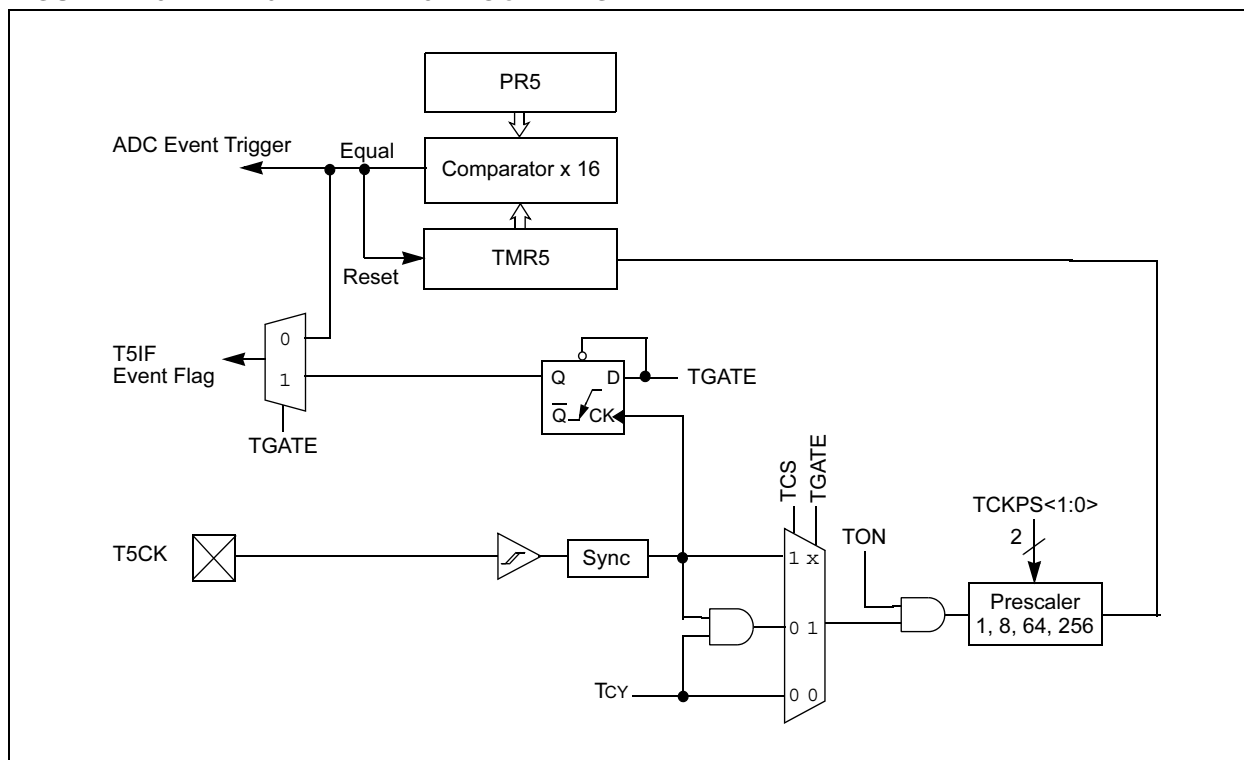 PR5
ADC Event Trigger
Equal
Comparator x 16
Reset
TMR5
0
1
T5IF
Event Flag
TGATE
Q
D
Q
CK
TGATE
TCS
TGATE
T5CK
Sync
1 x
0 1
0 0
TCY
TON
TCKPS<1:0>
2
Prescaler
1, 8, 64, 256